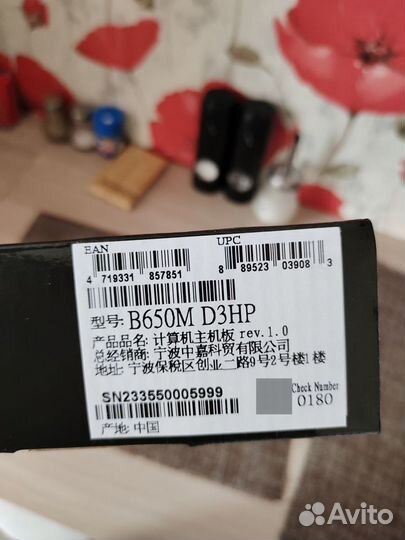 EAN
UPC
4 719331 857851
8 89523 03908 3
型号: B650M D3HP
产品品名: 计算机主机板 rev.1.0
总经销商: 宁波中嘉科贸有限公司
地址: 宁波保税区创业二路9号2号楼1楼
SN233550005999
Check Number
0180
产地: 中国
Avito